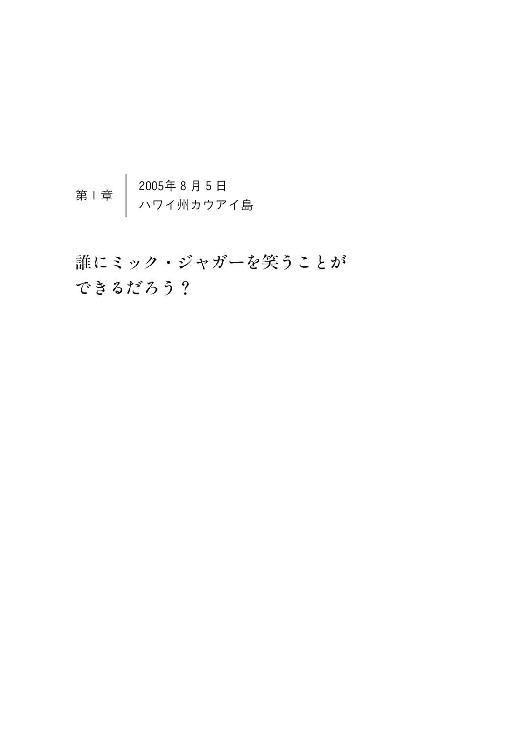 第1章
2005年8月5日
ハワイ州カウアイ島
誰にミック・ジャガーを笑うことが
できるだろう？